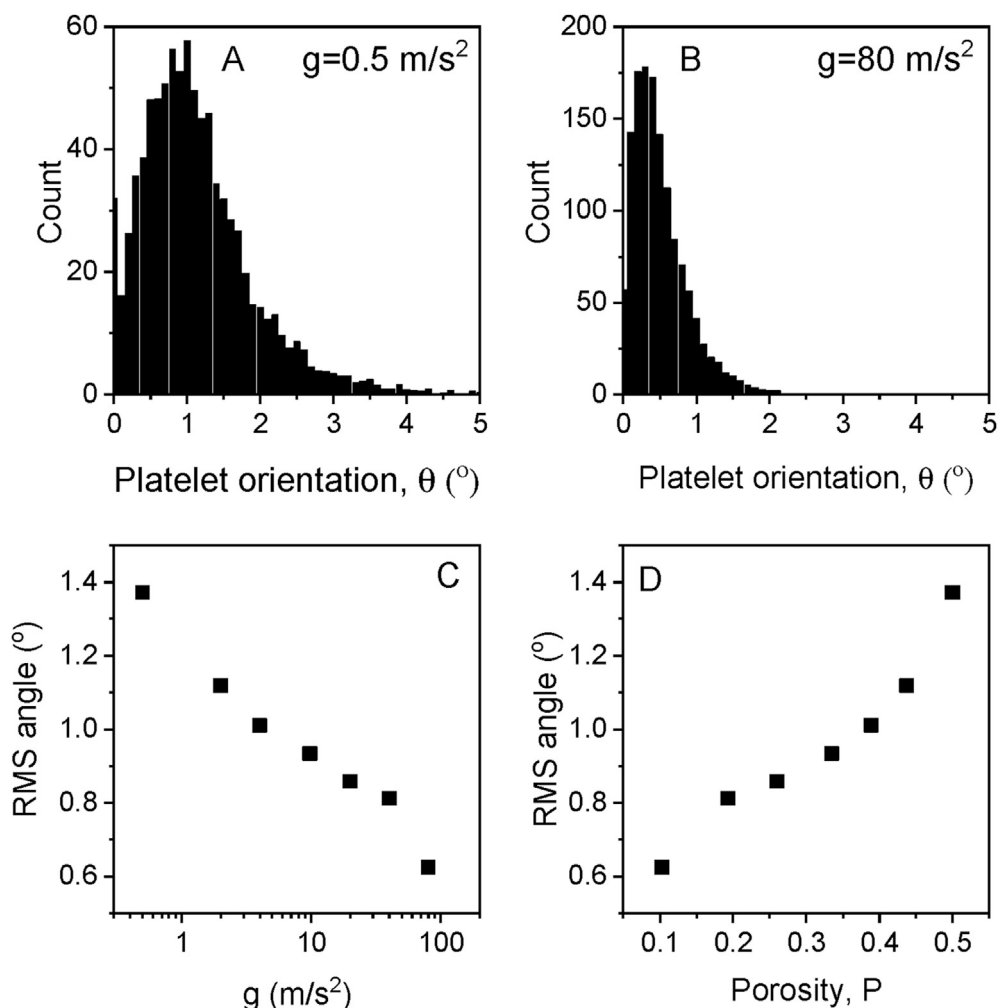 A
g=0.5 m/s²
60
40
20
0
Count
0 1 2 3 4 5
Platelet orientation, θ (°)
B
g=80 m/s²
200
150
100
50
0
Count
0 1 2 3 4 5
Platelet orientation, θ (°)
C
1.4
1.2
1.0
0.8
0.6
RMS angle (°)
1 10 100
g (m/s²)
D
1.4
1.2
1.0
0.8
0.6
RMS angle (°)
0.1 0.2 0.3 0.4 0.5
Porosity, P